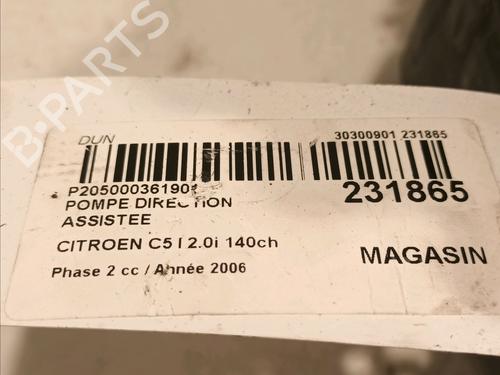 B-PARTS
DUN
30300901 231865
P20500036190
231865
POMPE DIRECTION
ASSISTEE
CITROEN C5 I 2.0i 140ch
MAGASIN
Phase 2 cc / Année 2006